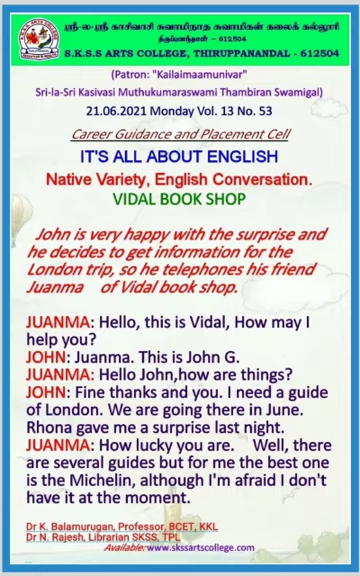 ஸ்ரீ-ல-ஸ்ரீ காசிவாசி சுவாமிநாத சுவாமிகள் கலைக் கல்லூரி
திருப்பனந்தாள் – 612504
S.K.S.S ARTS COLLEGE, THIRUPPANANDAL - 612504
(Patron: "Kailaimaamunivar"
Sri-la-Sri Kasivasi Muthukumaraswami Thambiran Swamigal)
21.06.2021 Monday Vol. 13 No. 53
Career Guidance and Placement Cell
IT'S ALL ABOUT ENGLISH
Native Variety, English Conversation.
VIDAL BOOK SHOP
John is very happy with the surprise and
he decides to get information for the
London trip, so he telephones his friend
Juanma of Vidal book shop.
JUANMA: Hello, this is Vidal, How may I
help you?
JOHN: Juanma. This is John G.
JUANMA: Hello John,how are things?
JOHN: Fine thanks and you. I need a guide
of London. We are going there in June.
Rhona gave me a surprise last night.
JUANMA: How lucky you are. Well, there
are several guides but for me the best one
is the Michelin, although I'm afraid I don't
have it at the moment.
Dr K. Balamurugan, Professor, BCET, KKL
Dr N. Rajesh, Librarian SKSS, TPL
Available: www.skssartscollege.com